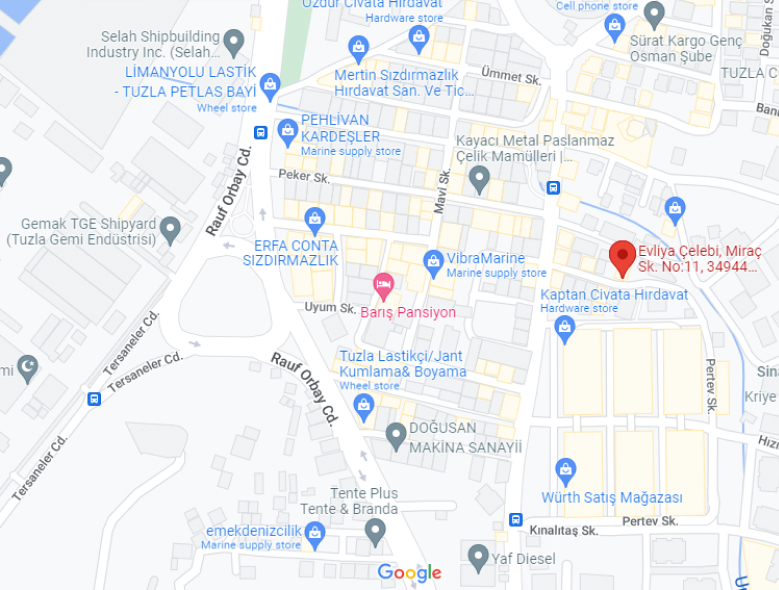 Özdür Cıvata Hırdavat
Hardware store
Cell phone store
Selah Shipbuilding
Industry Inc. (Selah...
Sürat Kargo Genç
Osman Şube
Doğukan S
LİMANYOLU LASTİK
- TUZLA PETLAS BAYİ
Wheel store
Mertin Sızdırmazlık
Hırdavat San. Ve Tic...
Ümmet Sk.
TUZLA C
Ban
PEHLİVAN
KARDEŞLER
Marine supply store
Kayacı Metal Paslanmaz
Çelik Mamülleri |...
Rauf Orbay Cd.
Peker Sk.
Mavi Sk.
Gemak TGE Shipyard
(Tuzla Gemi Endüstrisi)
ERFA CONTA
SIZDIRMAZLIK
VibraMarine
Marine supply store
Evliya Çelebi, Miraç
Sk. No:11, 34944...
Kaptan Civata Hırdavat
Hardware store
Uyum Sk.
Barış Pansiyon
Tersaneler Cd.
Tersaneler Cd.
Rauf Orbay Cd.
Tuzla Lastikçi/Jant
Kumlama& Boyama
Wheel store
mi
Pertev Sk.
Sina
Kriye
DOĞUSAN
MAKİNA SANAYİİ
Hızı
Tersaneler Cd.
Würth Satış Mağazası
Tente Plus
Tente & Branda
Pertev Sk.
Kınalıtaş Sk.
emekdenizcilik
Marine supply store
Yaf Diesel
Google